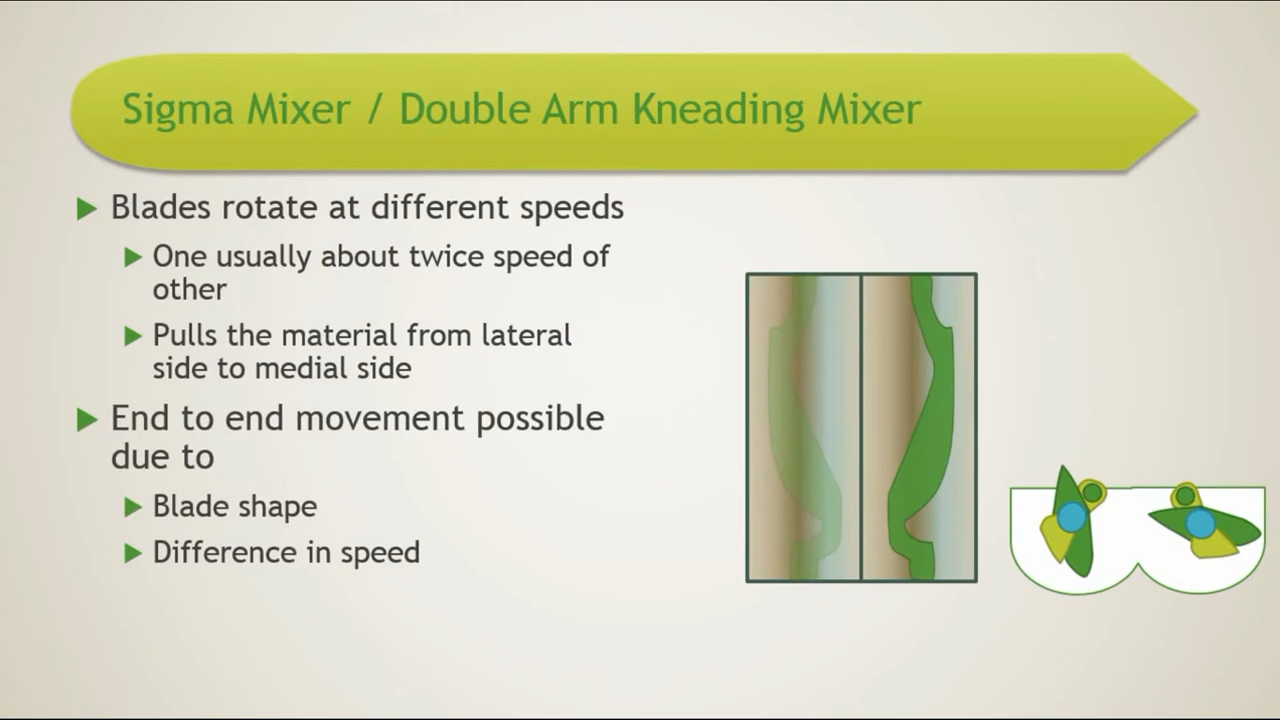 Sigma Mixer / Double Arm Kneading Mixer
Blades rotate at different speeds
One usually about twice speed of
other
Pulls the material from lateral
side to medial side
End to end movement possible
due to
Blade shape
Difference in speed